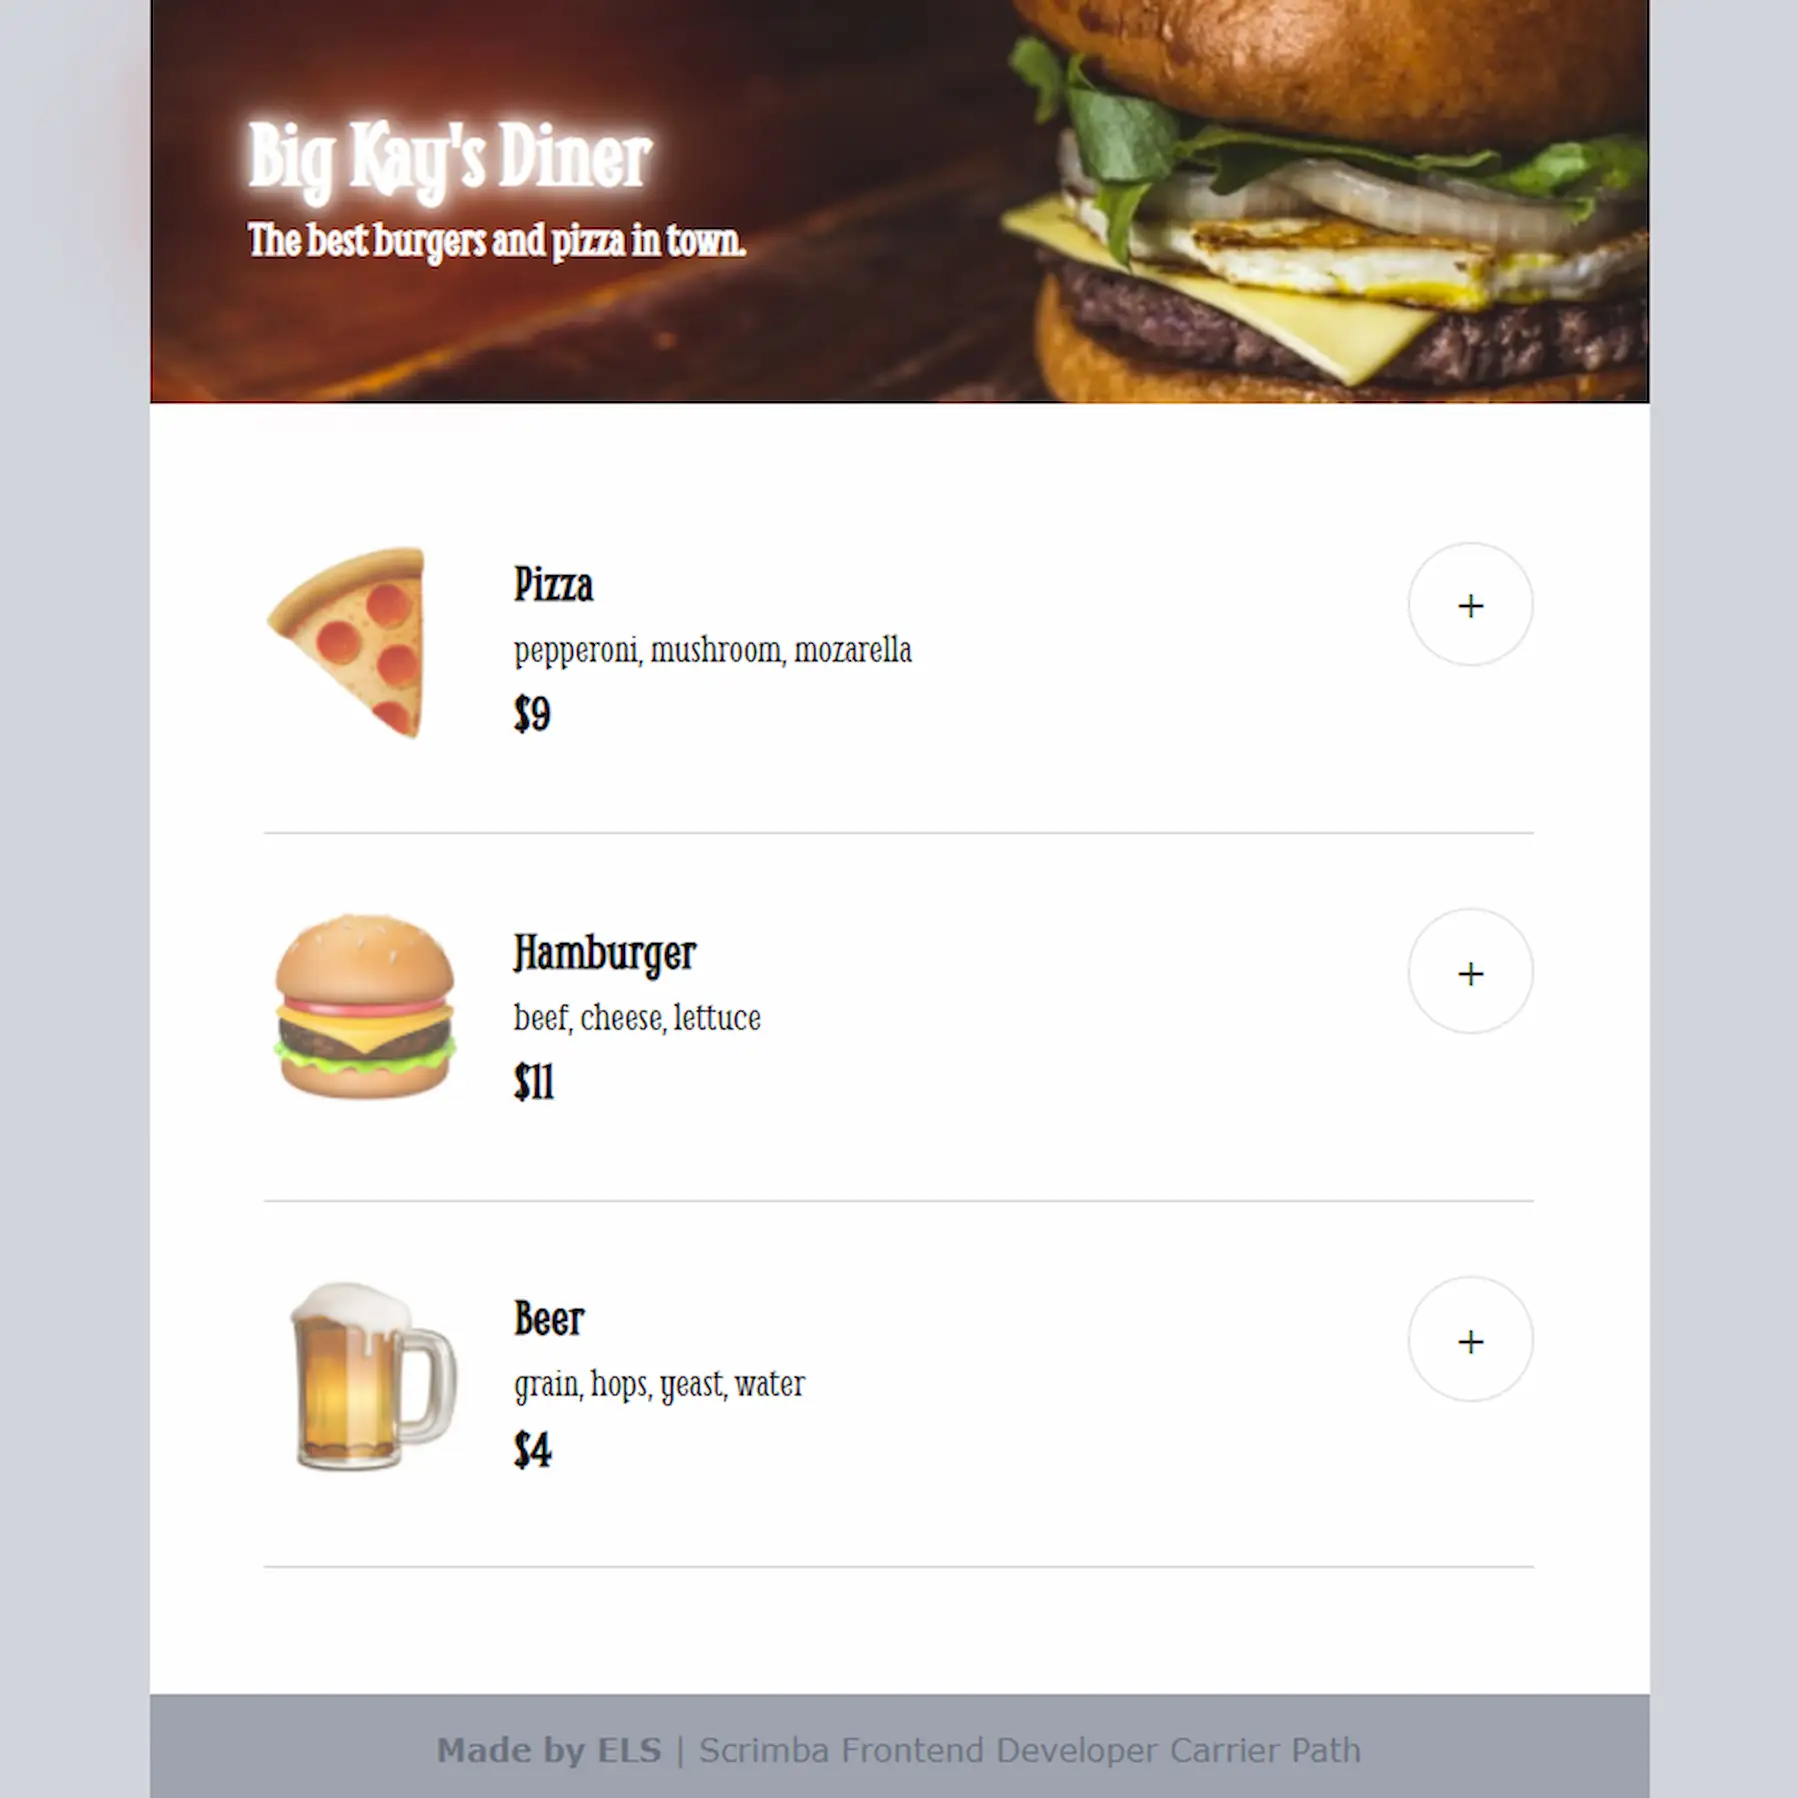 Big Kay's Diner
The best burgers and pizza in town.
Pizza
pepperoni, mushroom, mozarella
$9
+
Hamburger
beef, cheese, lettuce
$11
+
Beer
grain, hops, yeast, water
$4
+
Made by ELS | Scrimba Frontend Developer Carrier Path